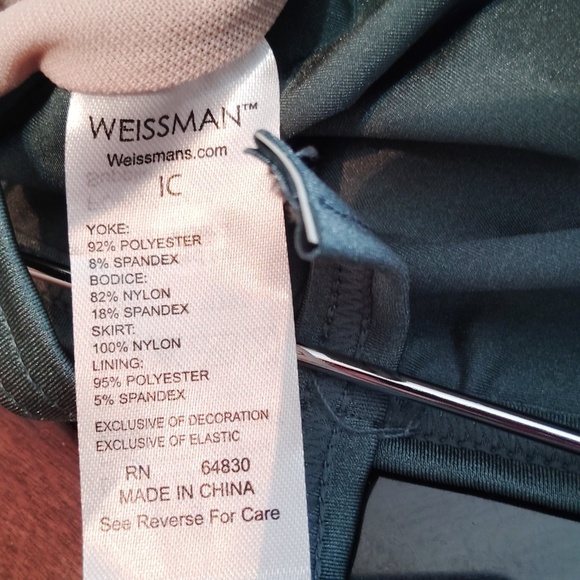 WEISSMAN™
Weissmans.com
IC
YOKE:
92% POLYESTER
8% SPANDEX
BODICE:
82% NYLON
18% SPANDEX
SKIRT:
100% NYLON
LINING:
95% POLYESTER
5% SPANDEX
EXCLUSIVE OF DECORATION
EXCLUSIVE OF ELASTIC
RN 64830
MADE IN CHINA
See Reverse For Care